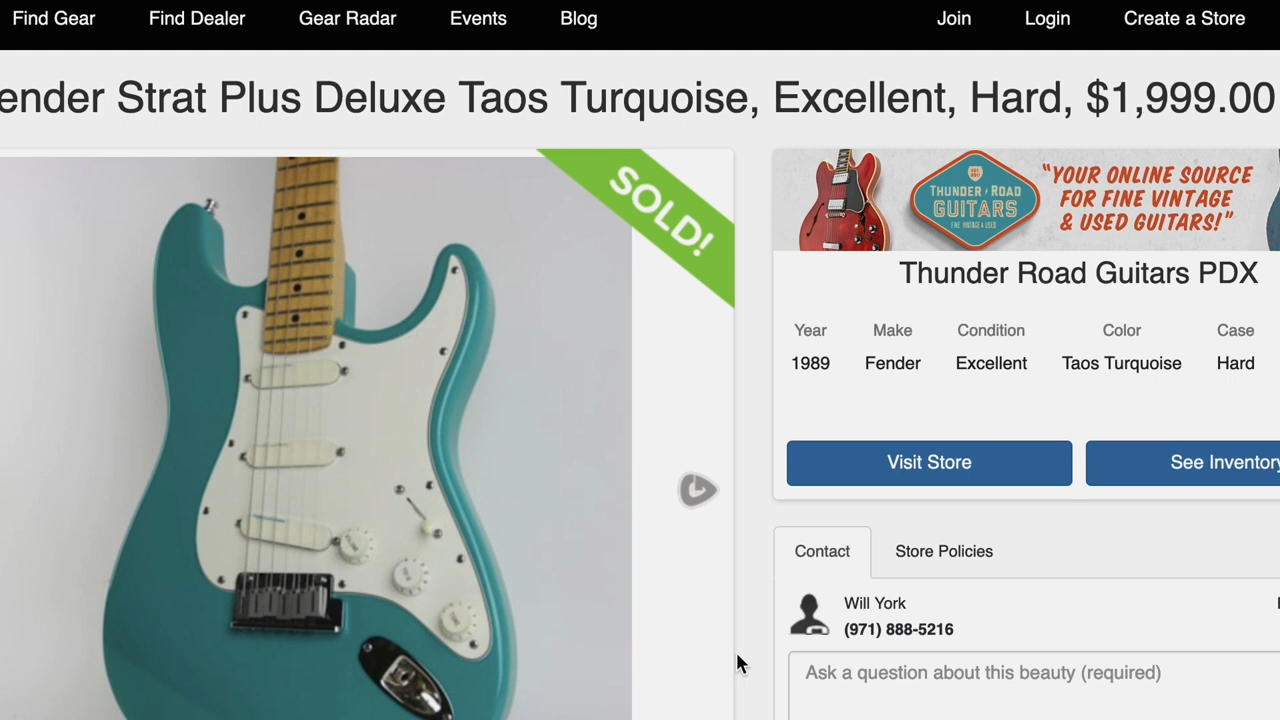 Find Gear Find Dealer Gear Radar Events Blog Join Login Create a Store
ender Strat Plus Deluxe Taos Turquoise, Excellent, Hard, $1,999.00
SOLD!
THUNDER ROAD
GUITARS
FINE VINTAGE & USED
"YOUR ONLINE SOURCE
FOR FINE VINTAGE
& USED GUITARS!"
Thunder Road Guitars PDX
Year Make Condition Color Case
1989 Fender Excellent Taos Turquoise Hard
Visit Store See Inventory
Contact Store Policies
Will York
(971) 888-5216
Ask a question about this beauty (required)